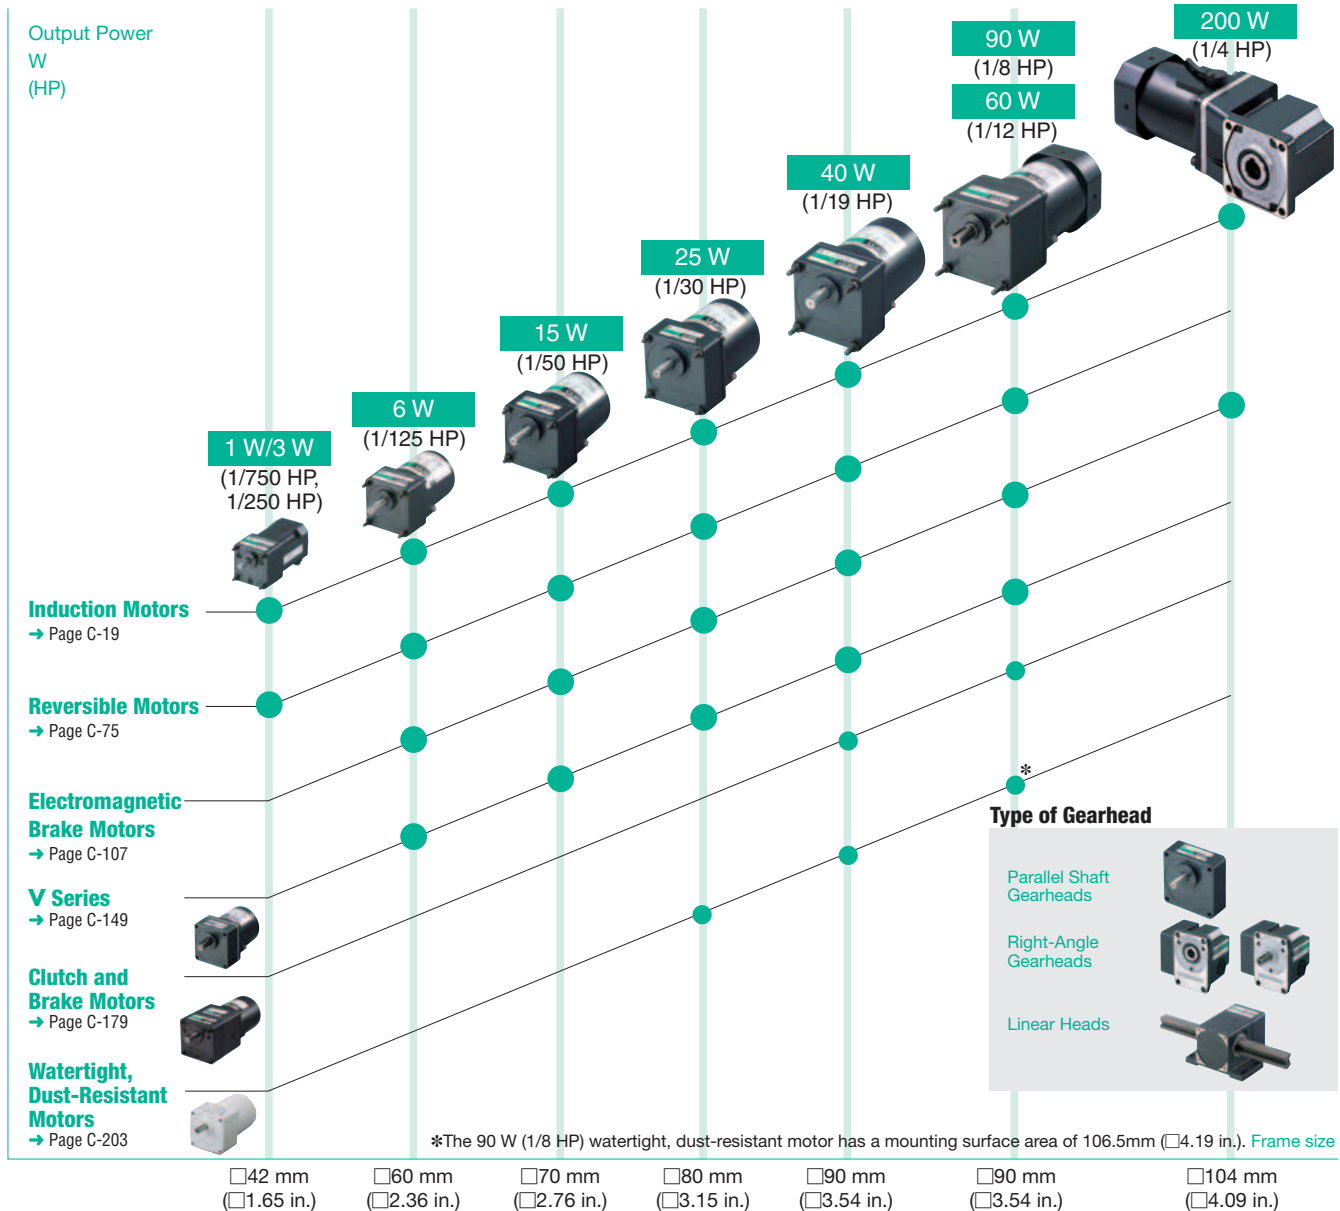 Output Power
W
(HP)
200 W
(1/4 HP)
90 W
(1/8 HP)
60 W
(1/12 HP)
40 W
(1/19 HP)
25 W
(1/30 HP)
15 W
(1/50 HP)
6 W
(1/125 HP)
1 W/3 W
(1/750 HP,
1/250 HP)
Induction Motors
➜ Page C-19
Reversible Motors
➜ Page C-75
Electromagnetic
Brake Motors
➜ Page C-107
V Series
➜ Page C-149
Clutch and
Brake Motors
➜ Page C-179
Watertight,
Dust-Resistant
Motors
➜ Page C-203
✻
Type of Gearhead
Parallel Shaft
Gearheads
Right-Angle
Gearheads
Linear Heads
✻The 90 W (1/8 HP) watertight, dust-resistant motor has a mounting surface area of 106.5mm (□4.19 in.). Frame size
□42 mm
(□1.65 in.)
□60 mm
(□2.36 in.)
□70 mm
(□2.76 in.)
□80 mm
(□3.15 in.)
□90 mm
(□3.54 in.)
□90 mm
(□3.54 in.)
□104 mm
(□4.09 in.)